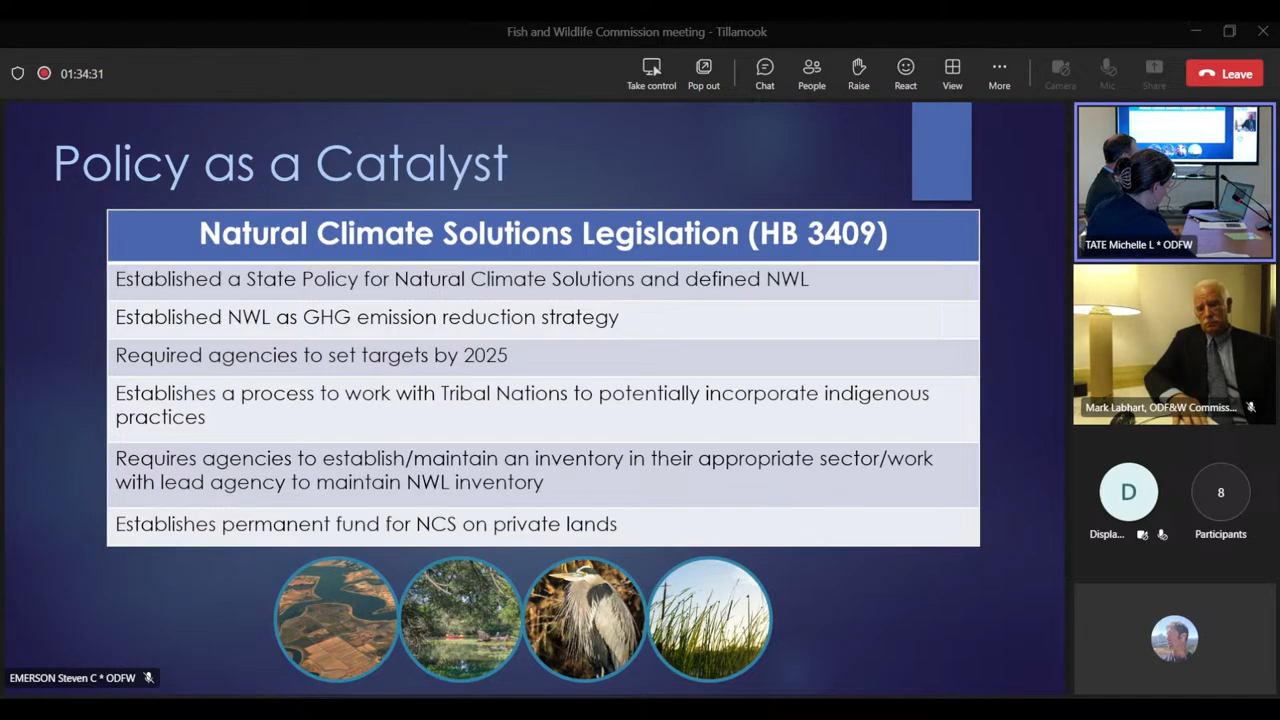 Fish and Wildlife Commission meeting - Tillamook
01:34:31
Take control
Pop out
Chat
People
Raise
React
View
More
Camera
Mic
Share
Leave
Policy as a Catalyst
Natural Climate Solutions Legislation (HB 3409)
Established a State Policy for Natural Climate Solutions and defined NWL
Established NWL as GHG emission reduction strategy
Required agencies to set targets by 2025
Establishes a process to work with Tribal Nations to potentially incorporate indigenous
practices
Requires agencies to establish/maintain an inventory in their appropriate sector/work
with lead agency to maintain NWL inventory
Establishes permanent fund for NCS on private lands
EMERSON Steven C * ODFW
TATE Michelle L * ODFW
Mark Labhart, ODF&W Commiss...
D
Displa...
8
Participants